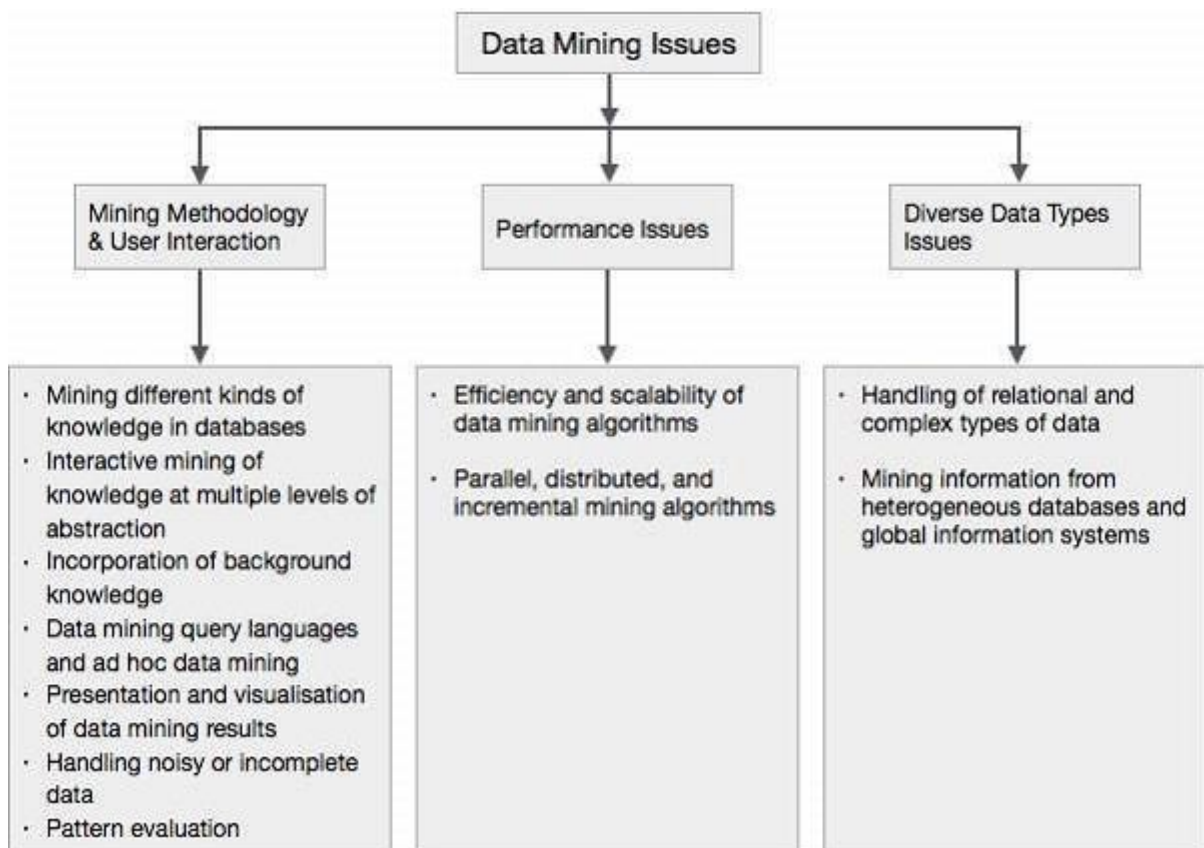 Data Mining Issues
Mining Methodology
& User Interaction
Performance Issues
Diverse Data Types
Issues
· Mining different kinds of
knowledge in databases
· Interactive mining of
knowledge at multiple levels of
abstraction
· Incorporation of background
knowledge
· Data mining query languages
and ad hoc data mining
· Presentation and visualisation
of data mining results
· Handling noisy or incomplete
data
· Pattern evaluation
· Efficiency and scalability of
data mining algorithms
· Parallel, distributed, and
incremental mining algorithms
· Handling of relational and
complex types of data
· Mining information from
heterogeneous databases and
global information systems